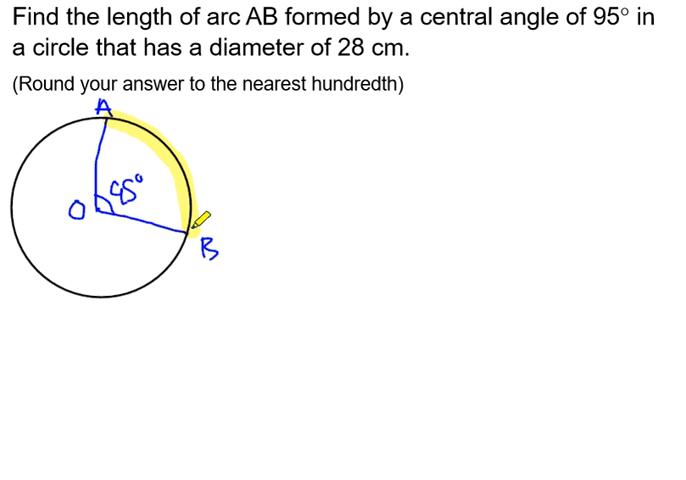 Find the length of arc AB formed by a central angle of 95° in
a circle that has a diameter of 28 cm.
(Round your answer to the nearest hundredth)
A
95°
O
B